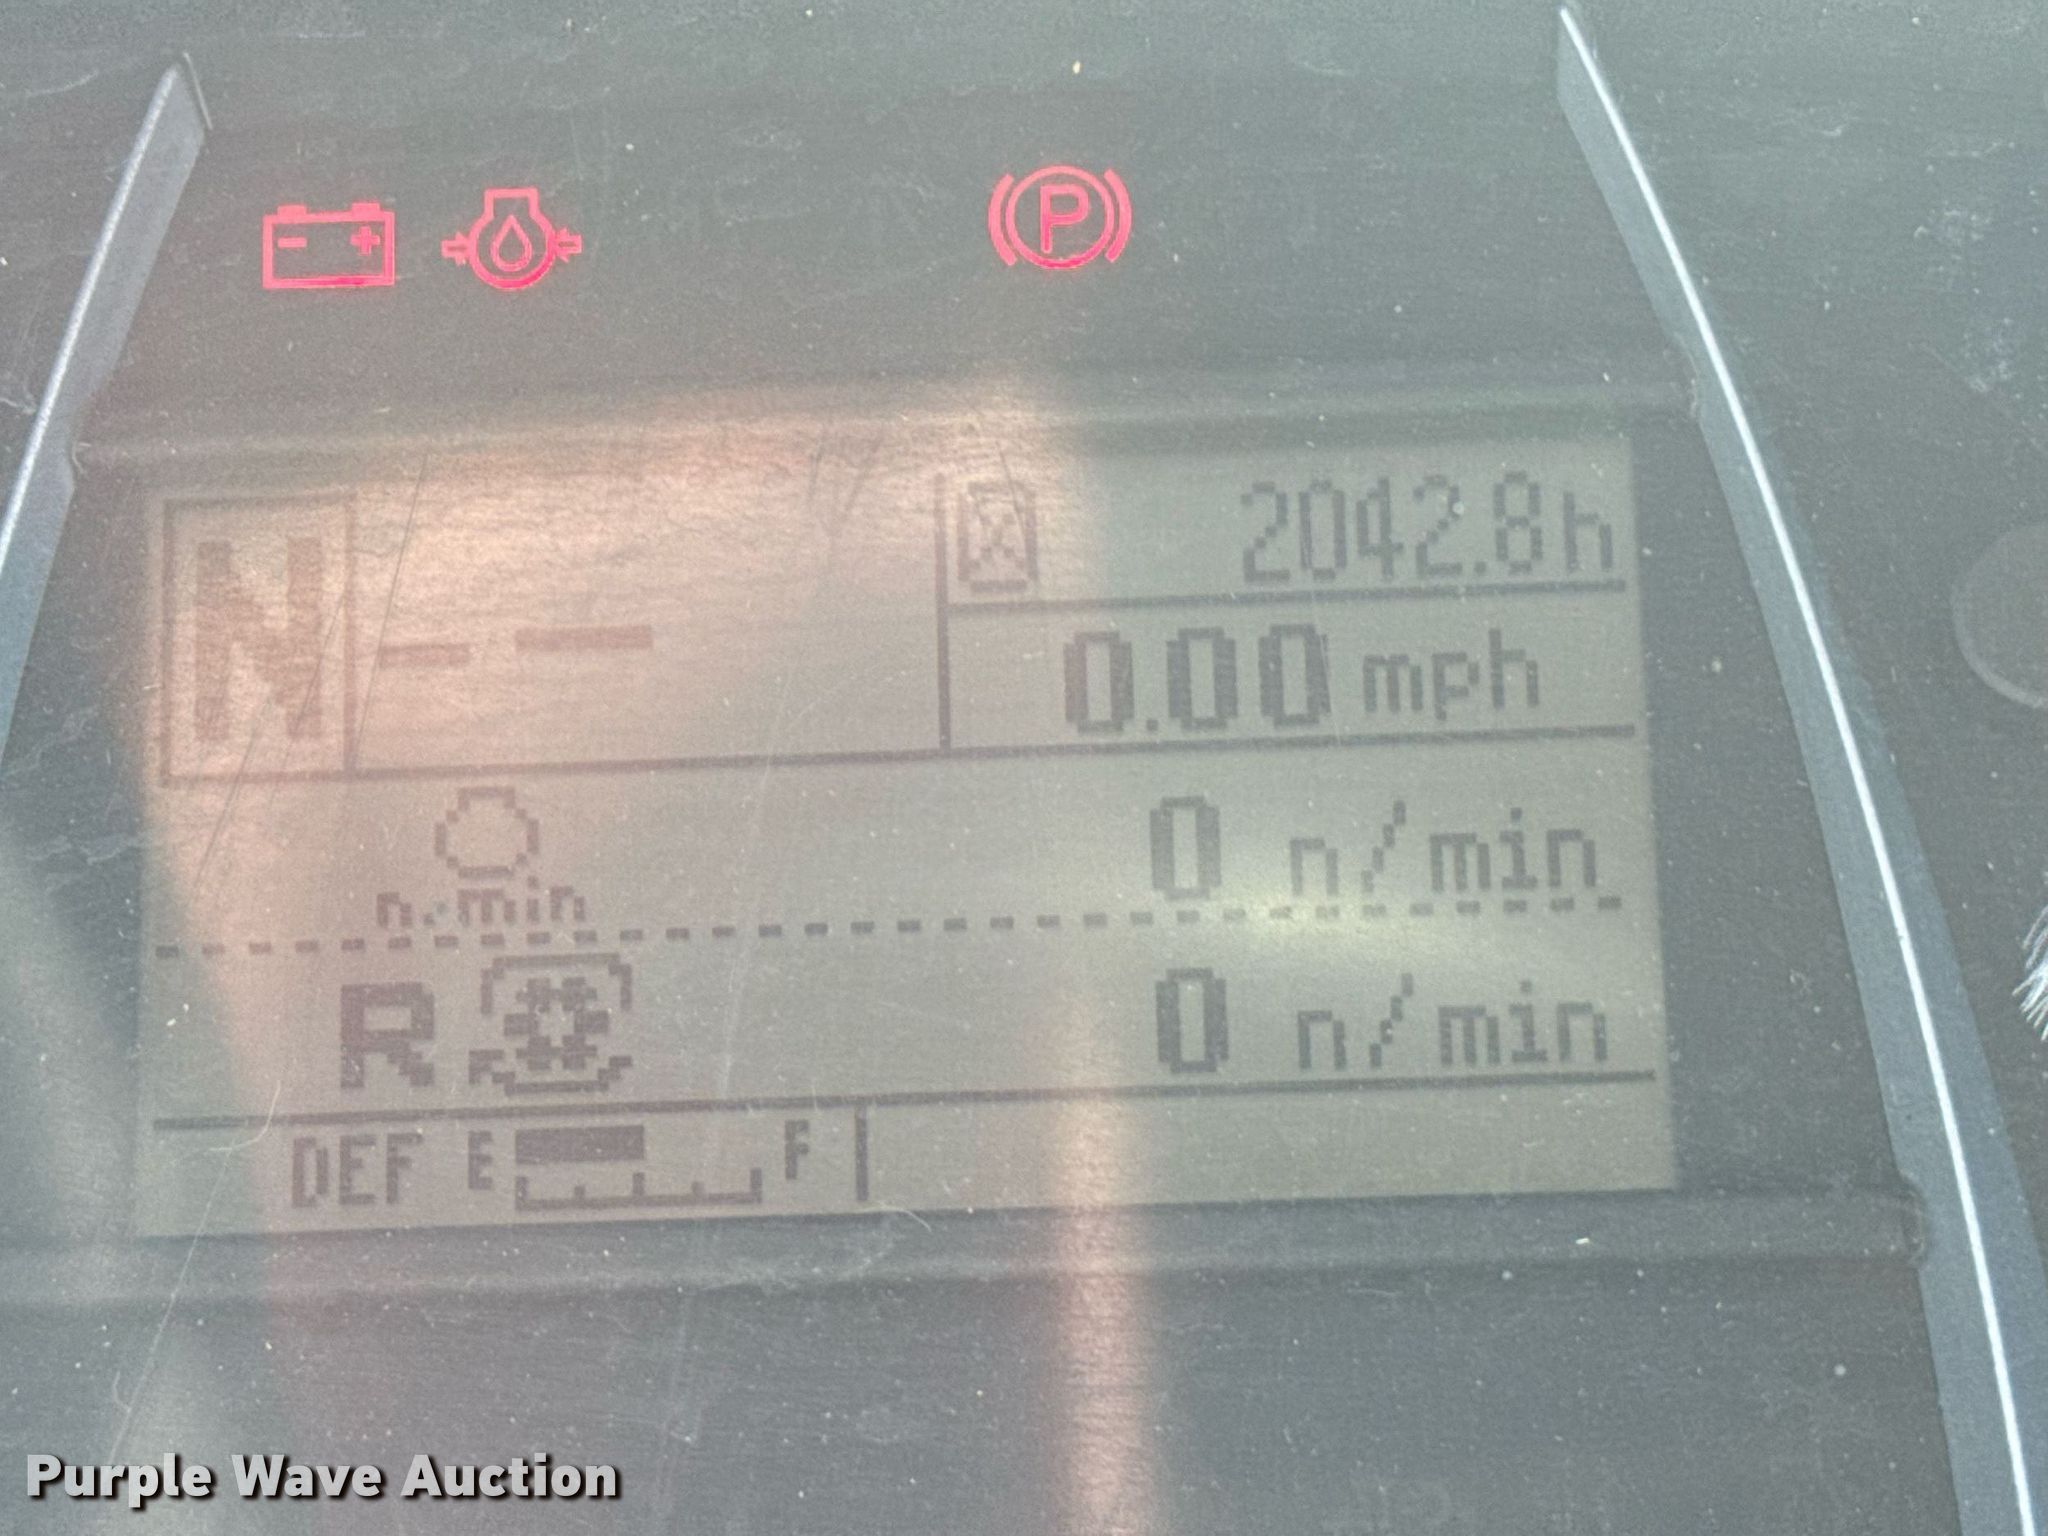 P
N -- 2042.8h
0.00 mph
0 n/min
n/min
R 0 n/min
DEF E F
Purple Wave Auction